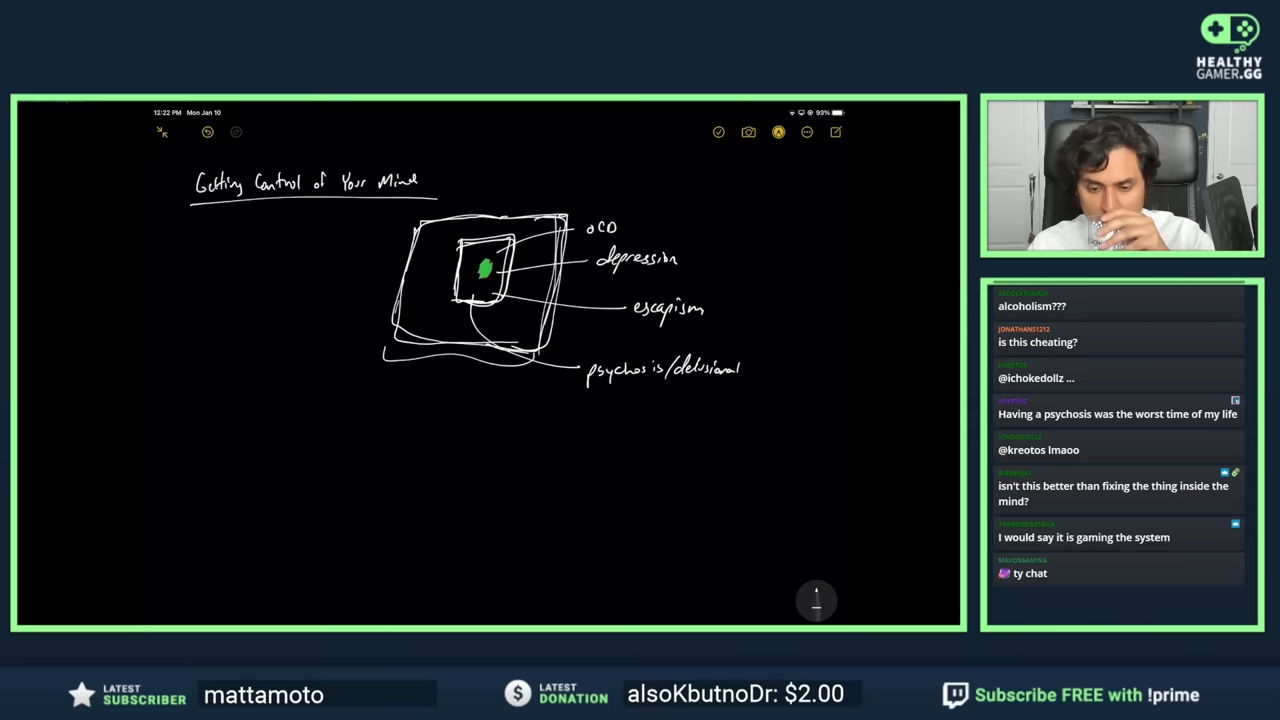 HEALTHY
GAMER.GG
12:22 PM Mon Jan 10
93%
Getting Control of Your Mind
OCD
depression
escapism
psychosis/delusional
alcoholism???
JONATHANS1212
is this cheating?
@ichokedollz ...
Having a psychosis was the worst time of my life
@kreotos lmaoo
isn't this better than fixing the thing inside the
mind?
I would say it is gaming the system
MAXOSGAMING
ty chat
LATEST
SUBSCRIBER
mattamoto
LATEST
DONATION
alsoKbutnoDr: $2.00
Subscribe FREE with !prime